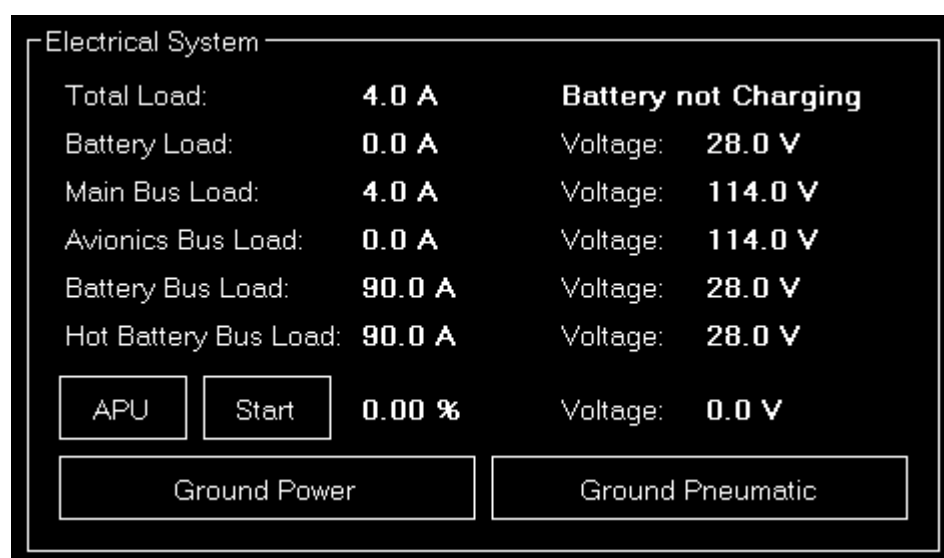 Electrical System
Total Load: 4.0 A Battery not Charging
Battery Load: 0.0 A Voltage: 28.0 V
Main Bus Load: 4.0 A Voltage: 114.0 V
Avionics Bus Load: 0.0 A Voltage: 114.0 V
Battery Bus Load: 90.0 A Voltage: 28.0 V
Hot Battery Bus Load: 90.0 A Voltage: 28.0 V
APU Start 0.00 % Voltage: 0.0 V
Ground Power Ground Pneumatic